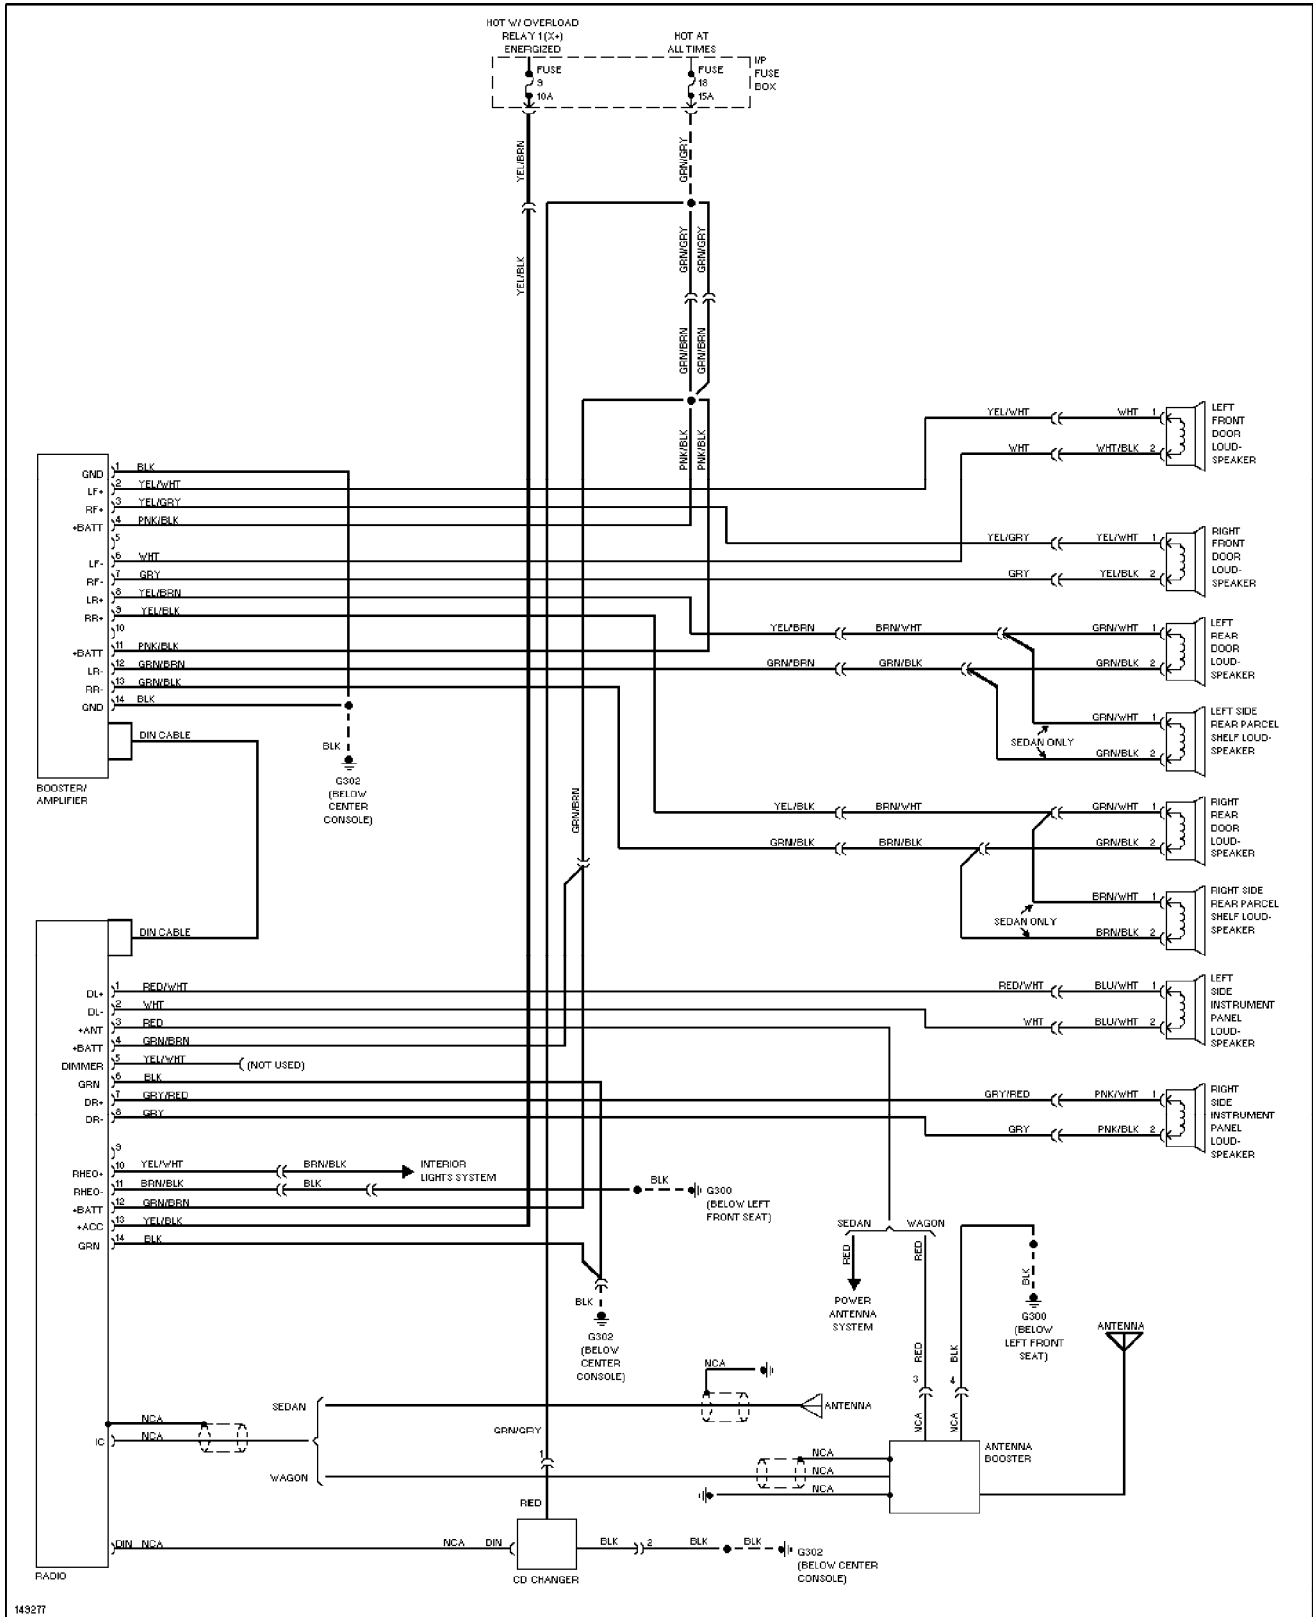 HOT W/ OVERLOAD
RELAY 1(X+)
ENERGIZED
HOT AT
ALL TIMES
FUSE
9
10A
FUSE
18
15A
I/P
FUSE
BOX
YEL/BRN
GRN/GRY
YEL/BLK
GRN/GRY
GRN/GRY
GRN/BRN
GRN/BRN
PNK/BLK
PNK/BLK
GND 1 BLK
LF+ 2 YEL/WHT
RF+ 3 YEL/GRY
+BATT 4 PNK/BLK
5
LF- 6 WHT
RF- 7 GRY
LR+ 8 YEL/BRN
RR+ 9 YEL/BLK
10
+BATT 11 PNK/BLK
LR- 12 GRN/BRN
RR- 13 GRN/BLK
GND 14 BLK
DIN CABLE
BOOSTER/
AMPLIFIER
BLK
G302
(BELOW
CENTER
CONSOLE)
GRN/BRN
YEL/WHT WHT 1
WHT WHT/BLK 2
LEFT
FRONT
DOOR
LOUD-
SPEAKER
YEL/GRY YEL/WHT 1
GRY YEL/BLK 2
RIGHT
FRONT
DOOR
LOUD-
SPEAKER
YEL/BRN BRN/WHT GRN/WHT 1
GRN/BRN GRN/BLK GRN/BLK 2
LEFT
REAR
DOOR
LOUD-
SPEAKER
GRN/WHT 1
SEDAN ONLY
GRN/BLK 2
LEFT SIDE
REAR PARCEL
SHELF LOUD-
SPEAKER
YEL/BLK BRN/WHT GRN/WHT 1
GRN/BLK BRN/BLK GRN/BLK 2
RIGHT
REAR
DOOR
LOUD-
SPEAKER
BRN/WHT 1
SEDAN ONLY
BRN/BLK 2
RIGHT SIDE
REAR PARCEL
SHELF LOUD-
SPEAKER
DIN CABLE
DL+ 1 RED/WHT
DL- 2 WHT
+ANT 3 RED
+BATT 4 GRN/BRN
DIMMER 5 YEL/WHT (NOT USED)
GRN 6 BLK
DR+ 7 GRY/RED
DR- 8 GRY
9
RHEO+ 10 YEL/WHT BRN/BLK INTERIOR
LIGHTS SYSTEM
RHEO- 11 BRN/BLK BLK BLK G300
(BELOW LEFT
FRONT SEAT)
+BATT 12 GRN/BRN
+ACC 13 YEL/BLK
GRN 14 BLK
RED/WHT BLU/WHT 1
WHT BLU/WHT 2
LEFT
SIDE
INSTRUMENT
PANEL
LOUD-
SPEAKER
GRY/RED PNK/WHT 1
GRY PNK/BLK 2
RIGHT
SIDE
INSTRUMENT
PANEL
LOUD-
SPEAKER
BLK
G302
(BELOW
CENTER
CONSOLE)
SEDAN WAGON
RED
RED
POWER
ANTENNA
SYSTEM
BLK
G300
(BELOW
LEFT FRONT
SEAT)
RED
3
NCA
BLK
4
NCA
ANTENNA
NCA
SEDAN
ANTENNA
NCA
IC NCA
WAGON
NCA
NCA
NCA
ANTENNA
BOOSTER
GRN/GRY
1
RED
DIN NCA NCA DIN
CD CHANGER
BLK 2 BLK BLK G302
(BELOW CENTER
CONSOLE)
RADIO
149277